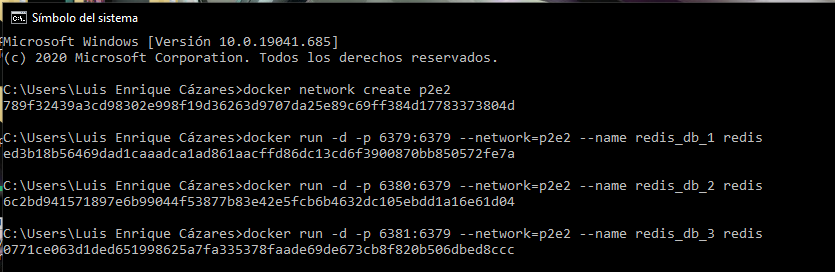 Símbolo del sistema
Microsoft Windows [Versión 10.0.19041.685]
(c) 2020 Microsoft Corporation. Todos los derechos reservados.
C:\Users\Luis Enrique Cázares>docker network create p2e2
789f32439a3cd98302e998f19d36263d9707da25e89c69ff384d17783373804d
C:\Users\Luis Enrique Cázares>docker run -d -p 6379:6379 --network=p2e2 --name redis_db_1 redis
ed3b18b56469dad1caaadca1ad861aacffd86dc13cd6f3900870bb850572fe7a
C:\Users\Luis Enrique Cázares>docker run -d -p 6380:6379 --network=p2e2 --name redis_db_2 redis
6c2bd941571897e6b99044f53877b83e42e5fcb6b4632dc105ebdd1a16e61d04
C:\Users\Luis Enrique Cázares>docker run -d -p 6381:6379 --network=p2e2 --name redis_db_3 redis
0771ce063d1ded651998625a7fa335378faade69de673cb8f820b506dbed8ccc